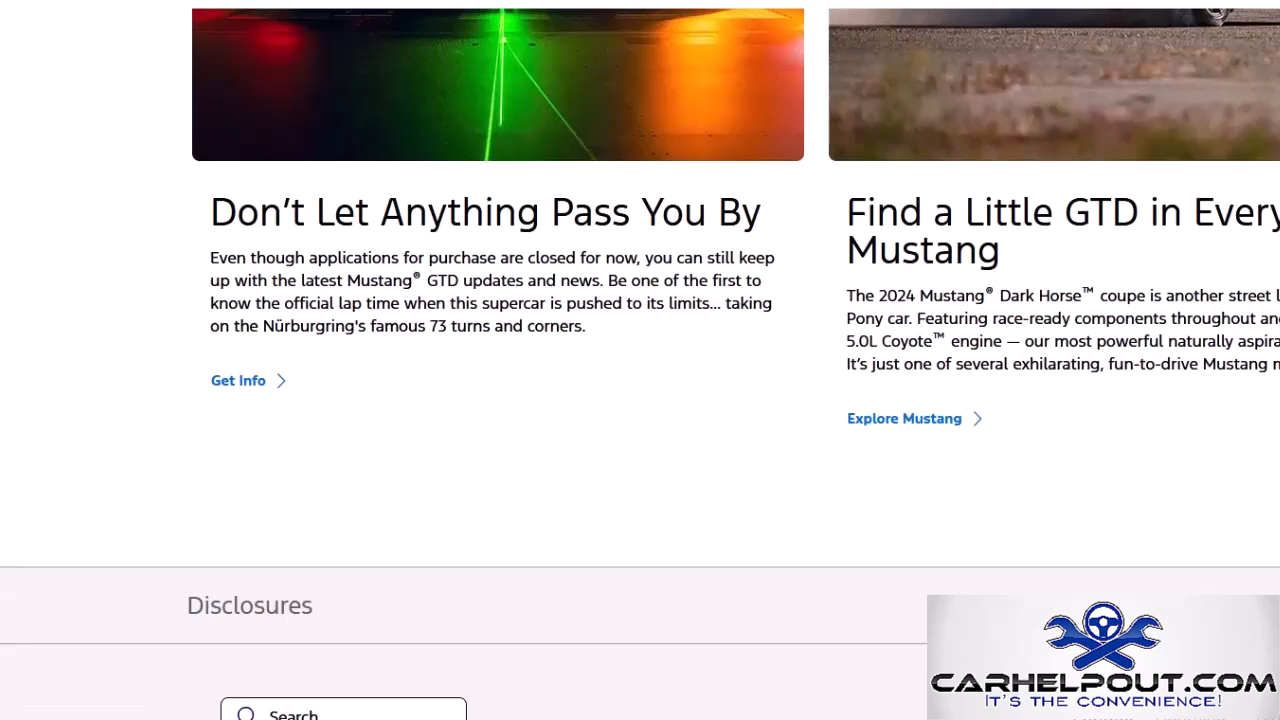 Don't Let Anything Pass You By
Even though applications for purchase are closed for now, you can still keep
up with the latest Mustang® GTD updates and news. Be one of the first to
know the official lap time when this supercar is pushed to its limits... taking
on the Nürburgring's famous 73 turns and corners.
Get Info
Find a Little GTD in Every
Mustang
The 2024 Mustang® Dark Horse™ coupe is another street
Pony car. Featuring race-ready components throughout
5.0L Coyote™ engine — our most powerful naturally
It's just one of several exhilarating, fun-to-drive Mustang
Explore Mustang
Disclosures
Search
CARHELPOUT.COM
IT'S THE CONVENIENCE!